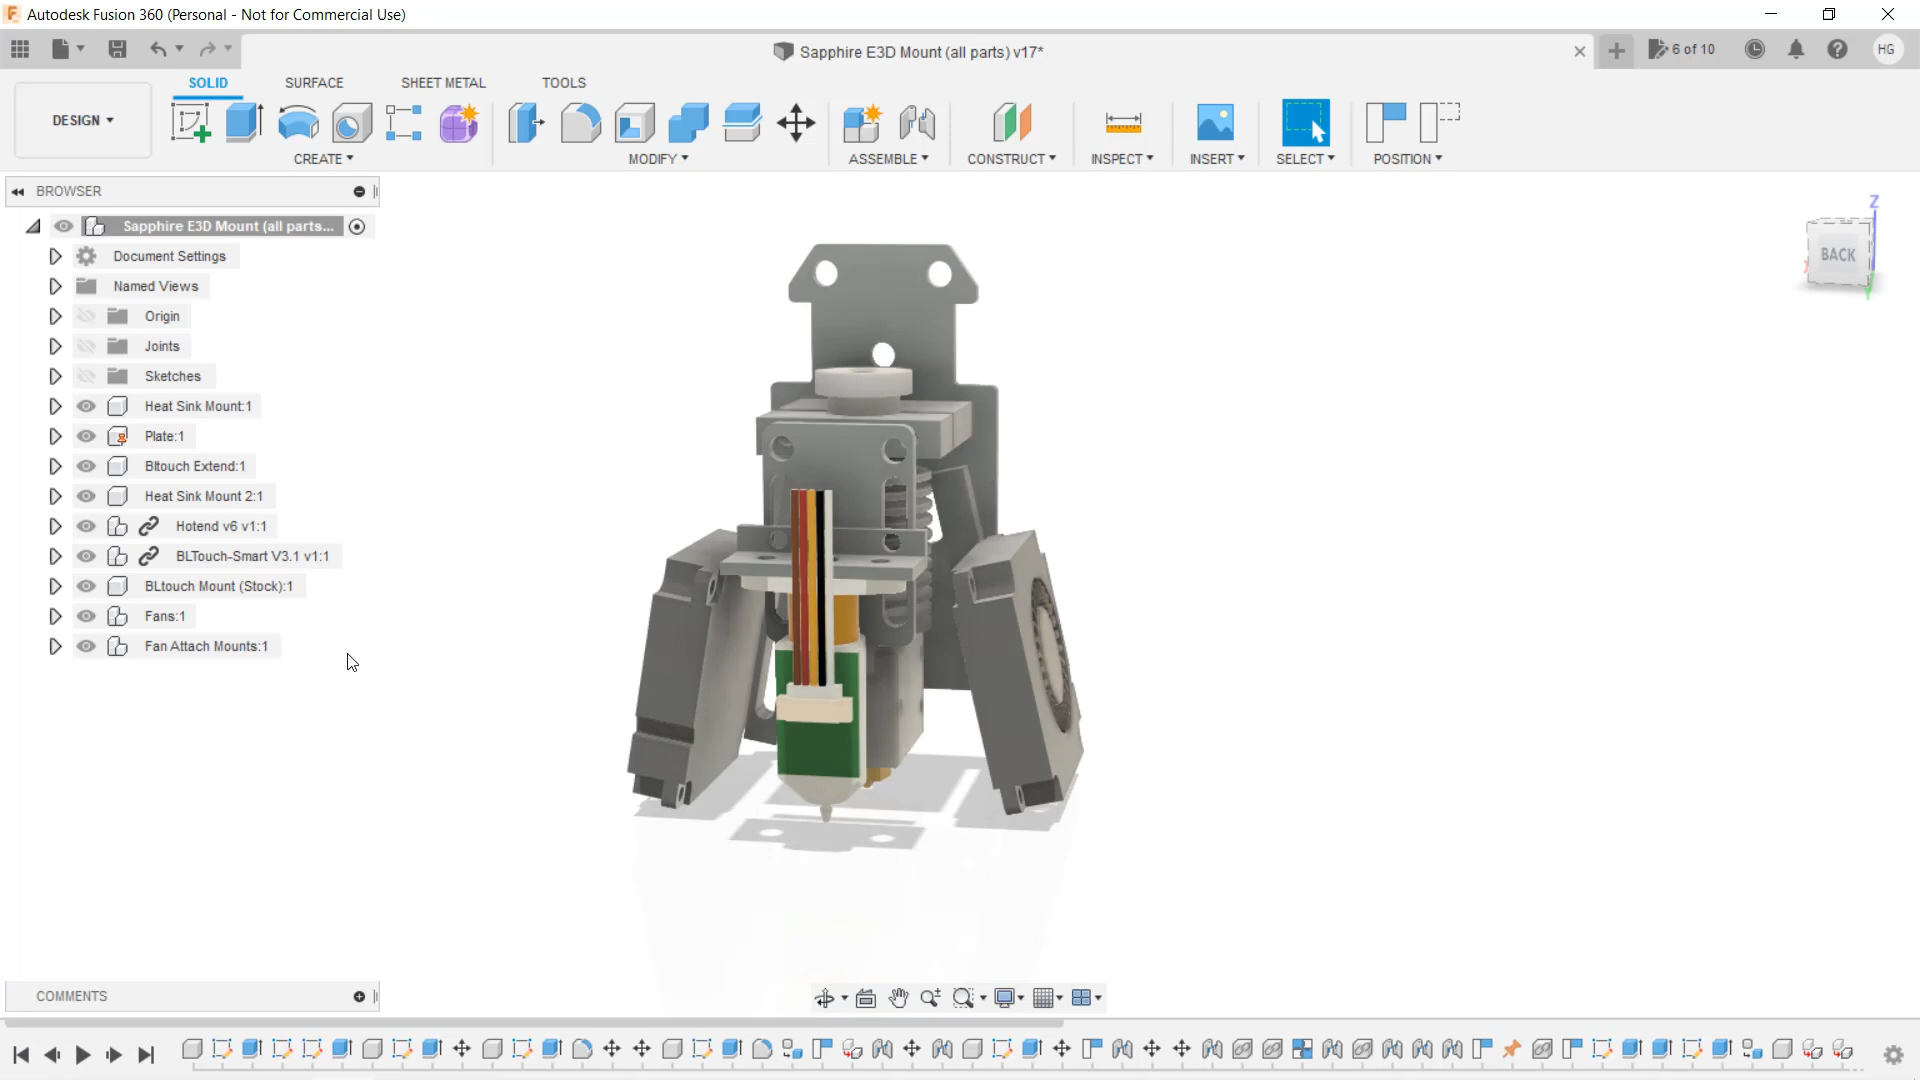 Autodesk Fusion 360 (Personal - Not for Commercial Use)
Sapphire E3D Mount (all parts) v17*
6 of 10
HG
DESIGN
SOLID
SURFACE
SHEET METAL
TOOLS
CREATE
MODIFY
ASSEMBLE
CONSTRUCT
INSPECT
INSERT
SELECT
POSITION
BROWSER
Sapphire E3D Mount (all parts...
Document Settings
Named Views
Origin
Joints
Sketches
Heat Sink Mount:1
Plate:1
Bltouch Extend:1
Heat Sink Mount 2:1
Hotend v6 v1:1
BLTouch-Smart V3.1 v1:1
BLtouch Mount (Stock):1
Fans:1
Fan Attach Mounts:1
Z
BACK
COMMENTS